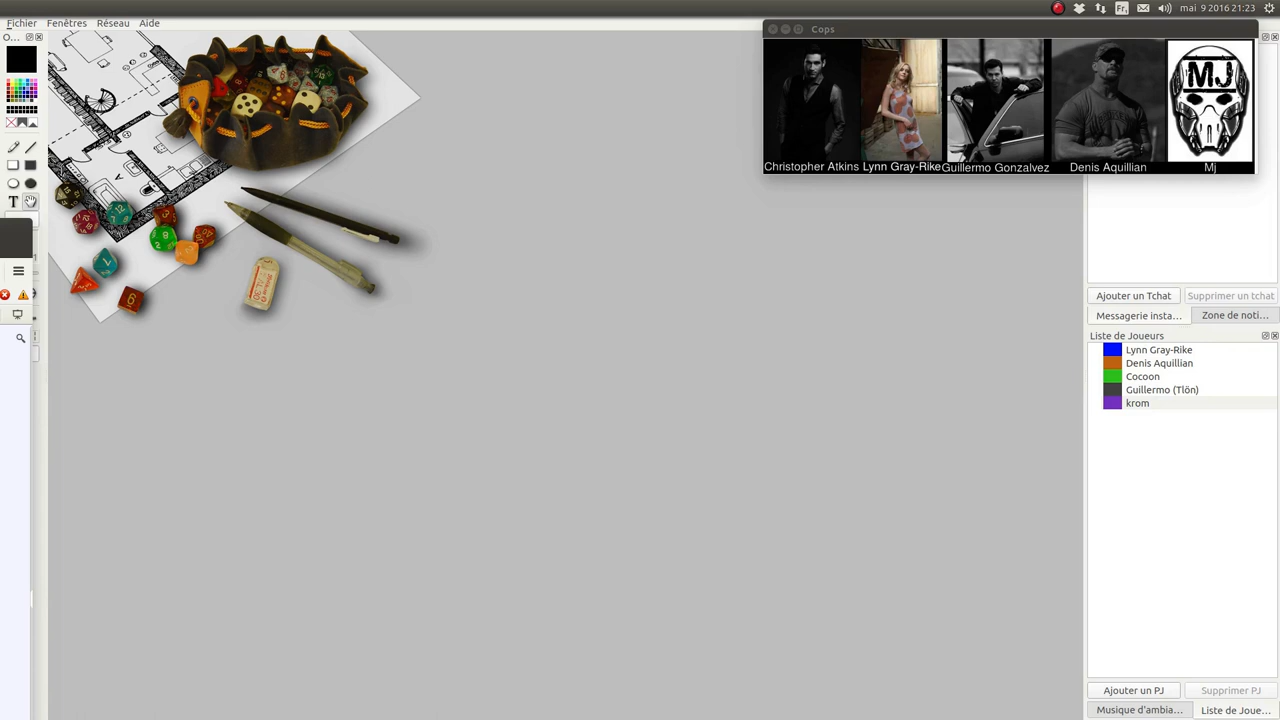 Fr₁
mai 9 2016 21:23
Fichier
Fenêtres
Réseau
Aide
O...
Cops
MJ
Christopher Atkins
Lynn Gray-Rike
Guillermo Gonzalvez
Denis Aquillian
Mj
T
Ajouter un Tchat
Supprimer un tchat
Messagerie insta...
Zone de noti...
Liste de Joueurs
Lynn Gray-Rike
Denis Aquillian
Cocoon
Guillermo (Tlön)
krom
Ajouter un PJ
Supprimer PJ
Musique d'ambia...
Liste de Joue...